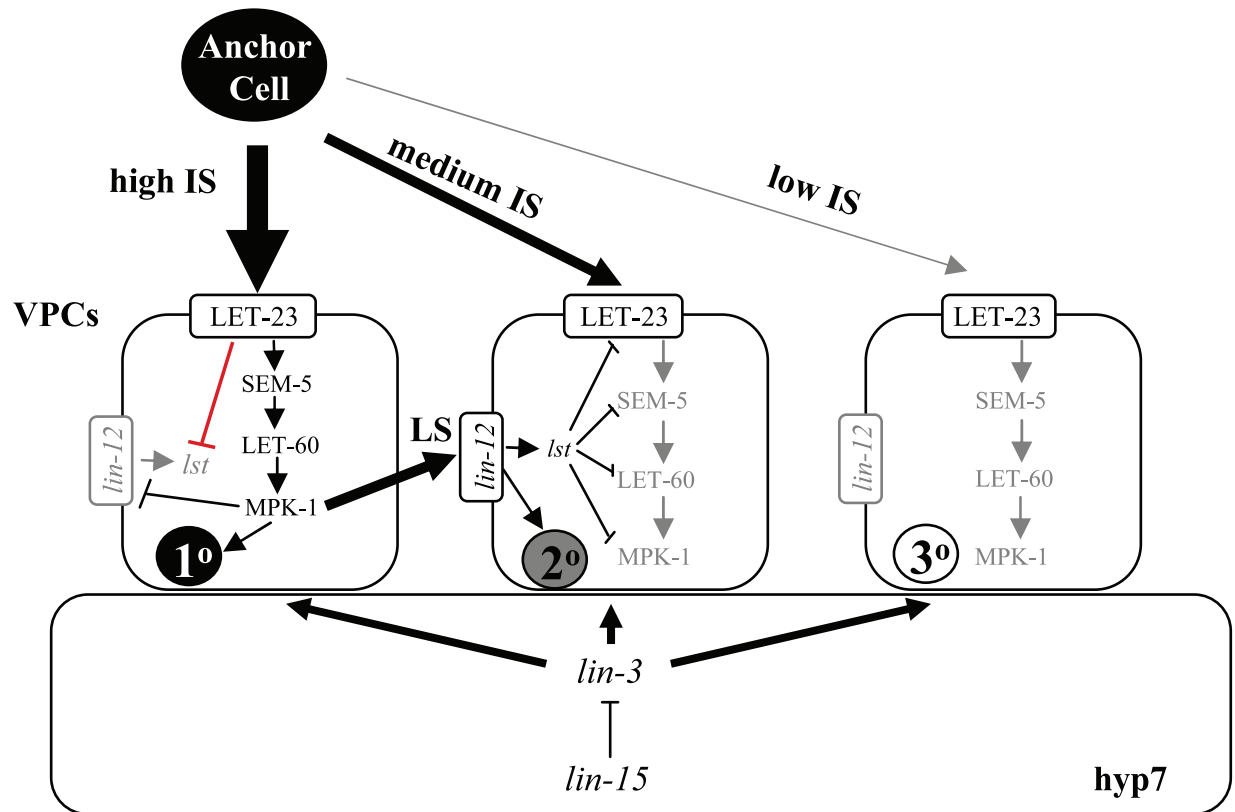 Anchor
Cell
high IS
medium IS
low IS
VPCs
LET-23
SEM-5
LET-60
MPK-1
lin-12
lst
1o
LS
LET-23
SEM-5
LET-60
MPK-1
lin-12
lst
2o
LET-23
SEM-5
LET-60
MPK-1
lin-12
3o
lin-3
lin-15
hyp7